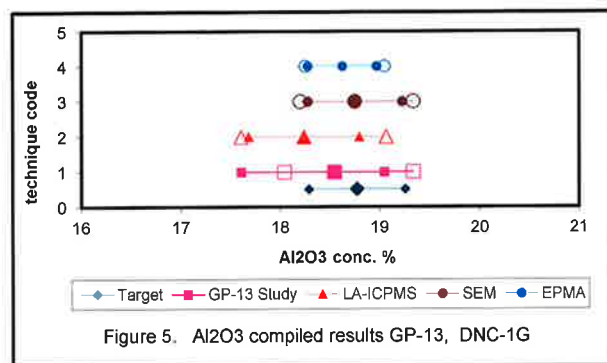 technique code
5
4
3
2
1
0
16 17 18 19 20 21
Al2O3 conc. %
Target GP-13 Study LA-ICPMS SEM EPMA
Figure 5. Al2O3 compiled results GP-13, DNC-1G